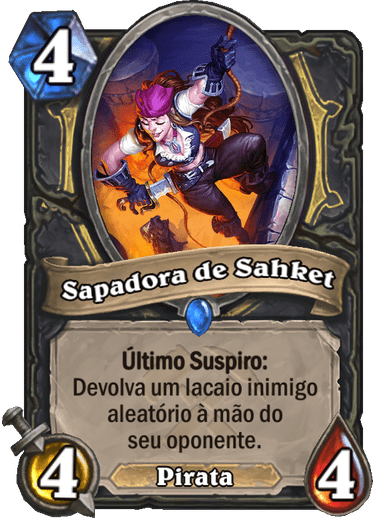 4
Sapadora de Sahket
Último Suspiro:
Devolva um lacaio inimigo
aleatório à mão do
seu oponente.
4
Pirata
4